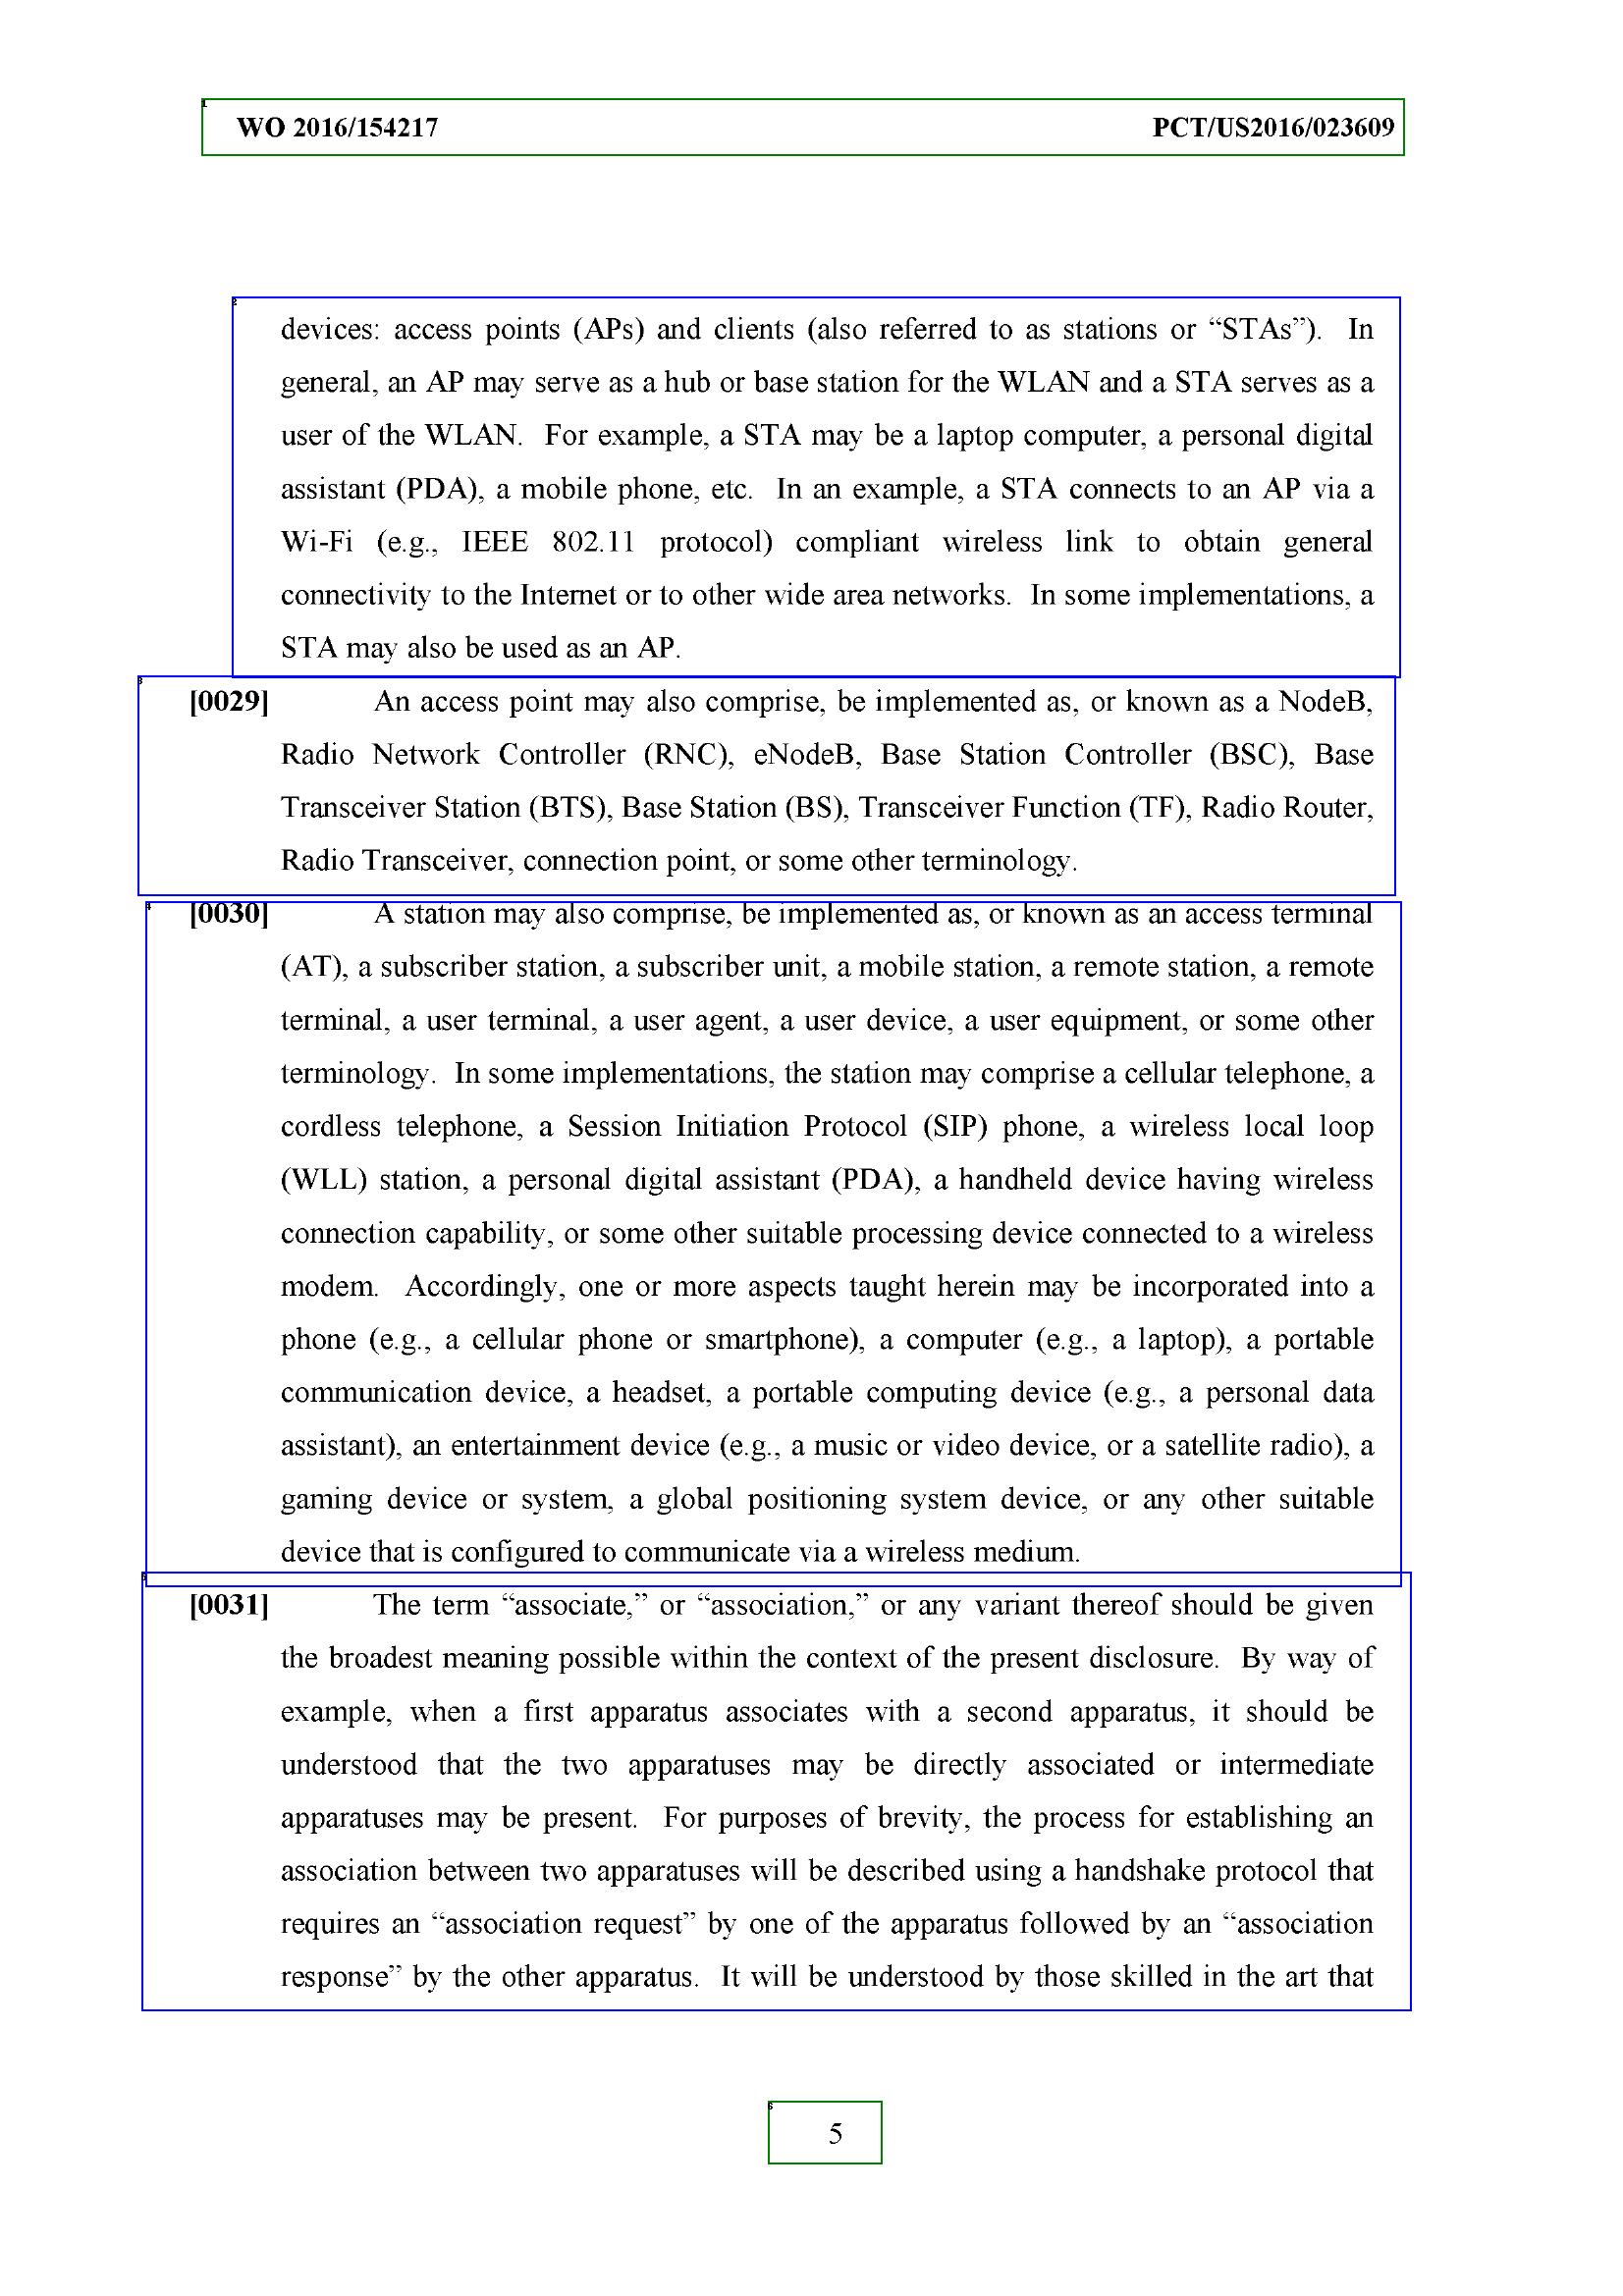 WO 2016/154217 PCT/US2016/023609
devices: access points (APs) and clients (also referred to as stations or “STAs”). In
general, an AP may serve as a hub or base station for the WLAN and a STA serves as a
user of the WLAN. For example, a STA may be a laptop computer, a personal digital
assistant (PDA), a mobile phone, etc. In an example, a STA connects to an AP via a
Wi-Fi (e.g., IEEE 802.11 protocol) compliant wireless link to obtain general
connectivity to the Internet or to other wide area networks. In some implementations, a
STA may also be used as an AP.
[0029] An access point may also comprise, be implemented as, or known as a NodeB,
Radio Network Controller (RNC), eNodeB, Base Station Controller (BSC), Base
Transceiver Station (BTS), Base Station (BS), Transceiver Function (TF), Radio Router,
Radio Transceiver, connection point, or some other terminology.
[0030] A station may also comprise, be implemented as, or known as an access terminal
(AT), a subscriber station, a subscriber unit, a mobile station, a remote station, a remote
terminal, a user terminal, a user agent, a user device, a user equipment, or some other
terminology. In some implementations, the station may comprise a cellular telephone, a
cordless telephone, a Session Initiation Protocol (SIP) phone, a wireless local loop
(WLL) station, a personal digital assistant (PDA), a handheld device having wireless
connection capability, or some other suitable processing device connected to a wireless
modem. Accordingly, one or more aspects taught herein may be incorporated into a
phone (e.g., a cellular phone or smartphone), a computer (e.g., a laptop), a portable
communication device, a headset, a portable computing device (e.g., a personal data
assistant), an entertainment device (e.g., a music or video device, or a satellite radio), a
gaming device or system, a global positioning system device, or any other suitable
device that is configured to communicate via a wireless medium.
[0031] The term “associate,” or “association,” or any variant thereof should be given
the broadest meaning possible within the context of the present disclosure. By way of
example, when a first apparatus associates with a second apparatus, it should be
understood that the two apparatuses may be directly associated or intermediate
apparatuses may be present. For purposes of brevity, the process for establishing an
association between two apparatuses will be described using a handshake protocol that
requires an “association request” by one of the apparatus followed by an “association
response” by the other apparatus. It will be understood by those skilled in the art that
5